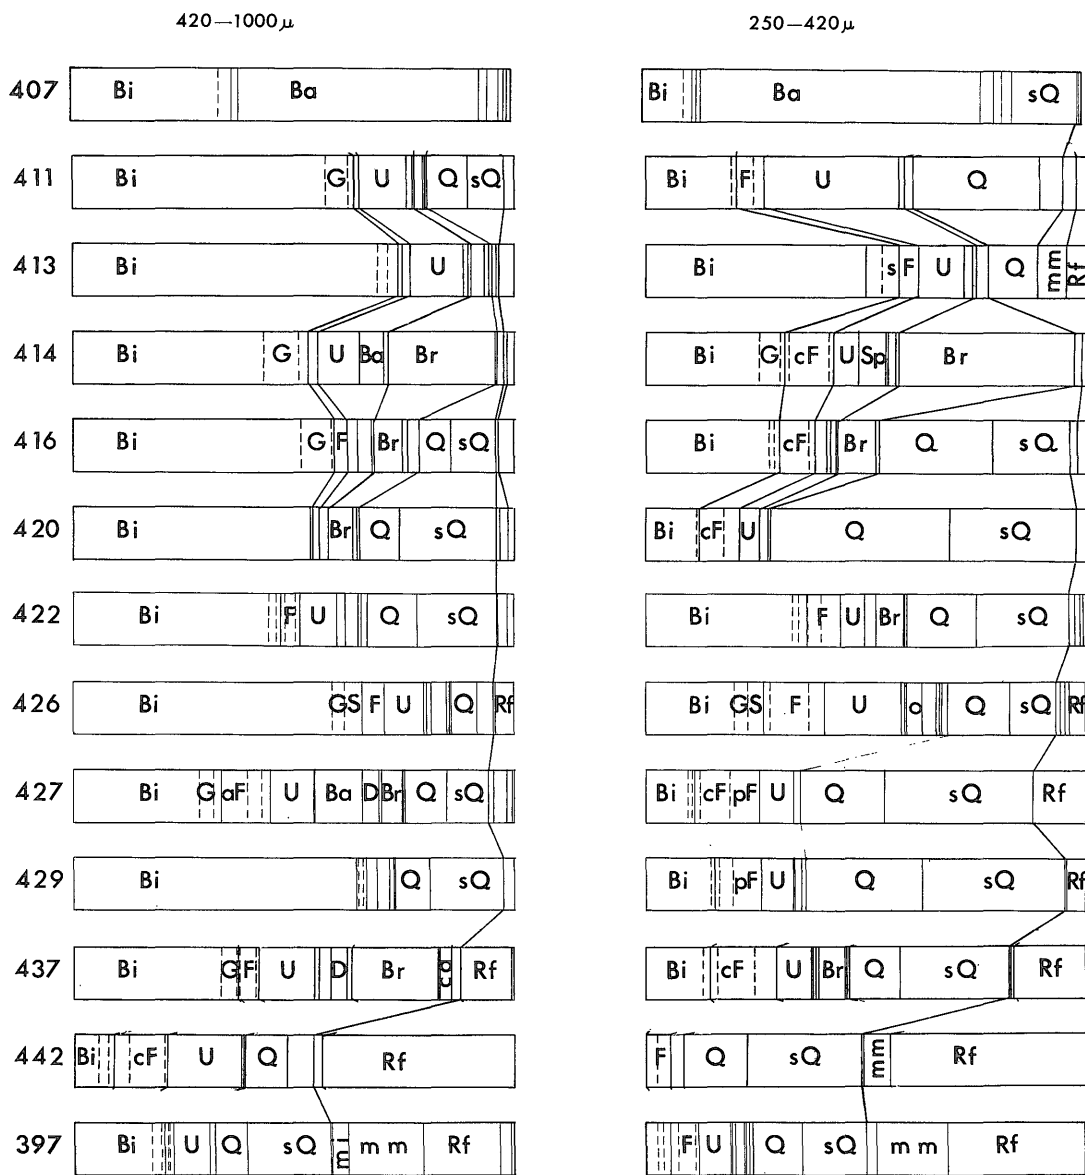 420—1000μ 250—420μ
407 Bi Ba Bi Ba sQ
411 Bi G U Q sQ Bi F U Q
413 Bi U Bi sF U Q mm Rf
414 Bi G U Ba Br Bi G cF U Sp Br
416 Bi G F Br Q sQ Bi cF Br Q sQ
420 Bi Br Q sQ Bi cF U Q sQ
422 Bi F U Q sQ Bi F U Br Q sQ
426 Bi GS F U Q Rf Bi GS F U o Q sQ Rf
427 Bi G aF U Ba D Br Q sQ Bi cF pF U Q sQ Rf
429 Bi Q sQ Bi pF U Q sQ Rf
437 Bi G F U D Br co Rf Bi cF U Br Q sQ Rf
442 Bi cF U Q Rf F Q sQ mm Rf
397 Bi U Q sQ ml mm Rf F U Q sQ mm Rf